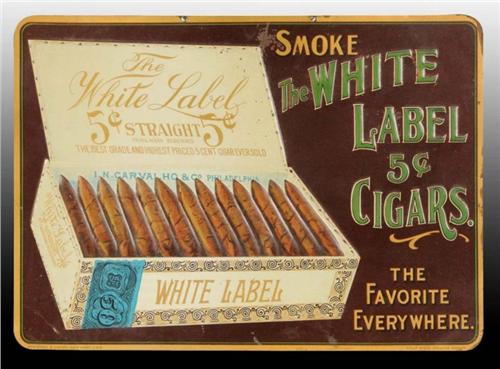 The
White Label
5¢ STRAIGHT 5¢
THE BEST GRADE AND HIGHEST PRICED 5 CENT CIGAR EVER SOLD
I.N. CARVALHO & CO. PHILADELPHIA
WHITE LABEL
SMOKE
The WHITE
LABEL
5¢
CIGARS.
THE
FAVORITE
EVERYWHERE.